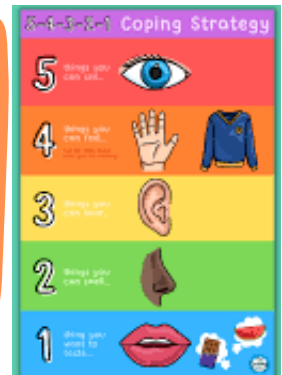 5-4-3-2-1 Coping Strategy
5 things you
can see...
4 things you
can feel...
3 things you
can hear...
2 things you
can smell...
1 thing you
want to
taste...